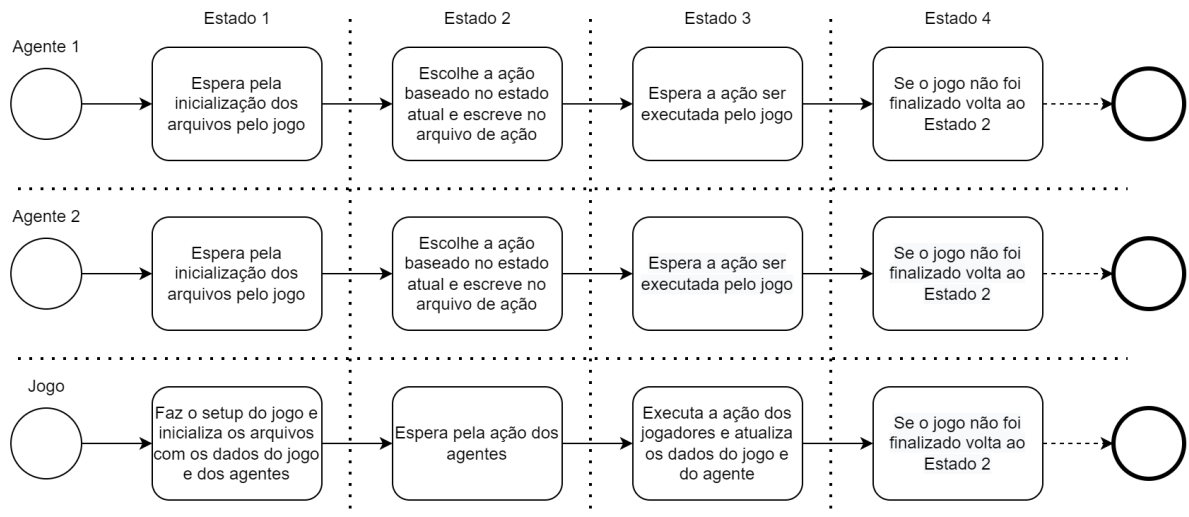 Estado 1
Estado 2
Estado 3
Estado 4
Agente 1
Espera pela
inicialização dos
arquivos pelo jogo
Escolhe a ação
baseado no estado
atual e escreve no
arquivo de ação
Espera a ação ser
executada pelo jogo
Se o jogo não foi
finalizado volta ao
Estado 2
Agente 2
Espera pela
inicialização dos
arquivos pelo jogo
Escolhe a ação
baseado no estado
atual e escreve no
arquivo de ação
Espera a ação ser
executada pelo jogo
Se o jogo não foi
finalizado volta ao
Estado 2
Jogo
Faz o setup do jogo e
inicializa os arquivos
com os dados do jogo
e dos agentes
Espera pela ação dos
agentes
Executa a ação dos
jogadores e atualiza
os dados do jogo e
do agente
Se o jogo não foi
finalizado volta ao
Estado 2